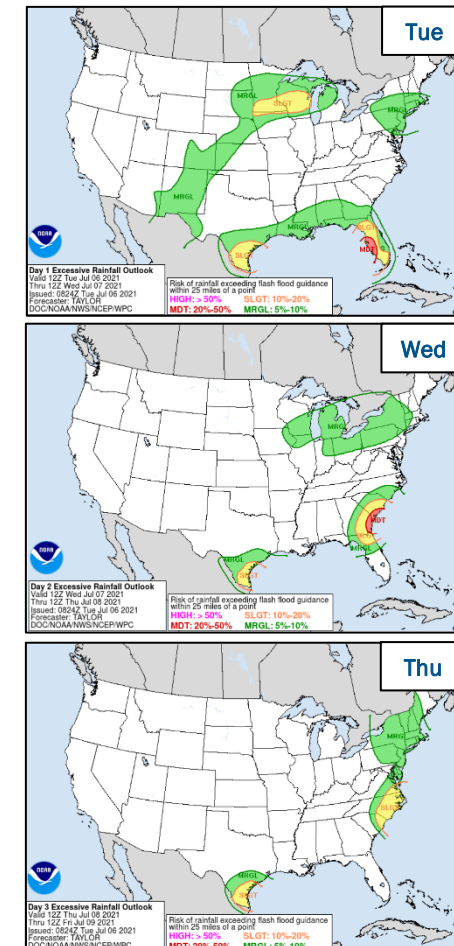 Tue
MRGL
SLGT
MRGL
MRGL
SLGT
MDT
NOAA
Day 1 Excessive Rainfall Outlook
Valid 12Z Tue Jul 06 2021
Thru 12Z Wed Jul 07 2021
Issued: 0824Z Tue Jul 06 2021
Forecaster: TAYLOR
DOC/NOAA/NWS/NCEP/WPC
Risk of rainfall exceeding flash flood guidance
within 25 miles of a point
HIGH: > 50% SLGT: 10%-20%
MDT: 20%-50% MRGL: 5%-10%
Wed
MDT
MRGL
MRGL
SLGT
NOAA
Day 2 Excessive Rainfall Outlook
Valid 12Z Wed Jul 07 2021
Thru 12Z Thu Jul 08 2021
Issued: 0824Z Tue Jul 06 2021
Forecaster: TAYLOR
DOC/NOAA/NWS/NCEP/WPC
Risk of rainfall exceeding flash flood guidance
within 25 miles of a point
HIGH: > 50% SLGT: 10%-20%
MDT: 20%-50% MRGL: 5%-10%
Thu
SLGT
MRGL
SLGT
NOAA
Day 3 Excessive Rainfall Outlook
Valid 12Z Thu Jul 08 2021
Thru 12Z Fri Jul 09 2021
Issued: 0824Z Tue Jul 06 2021
Forecaster: TAYLOR
DOC/NOAA/NWS/NCEP/WPC
Risk of rainfall exceeding flash flood guidance
within 25 miles of a point
HIGH: > 50% SLGT: 10%-20%
MDT: 20%-50% MRGL: 5%-10%